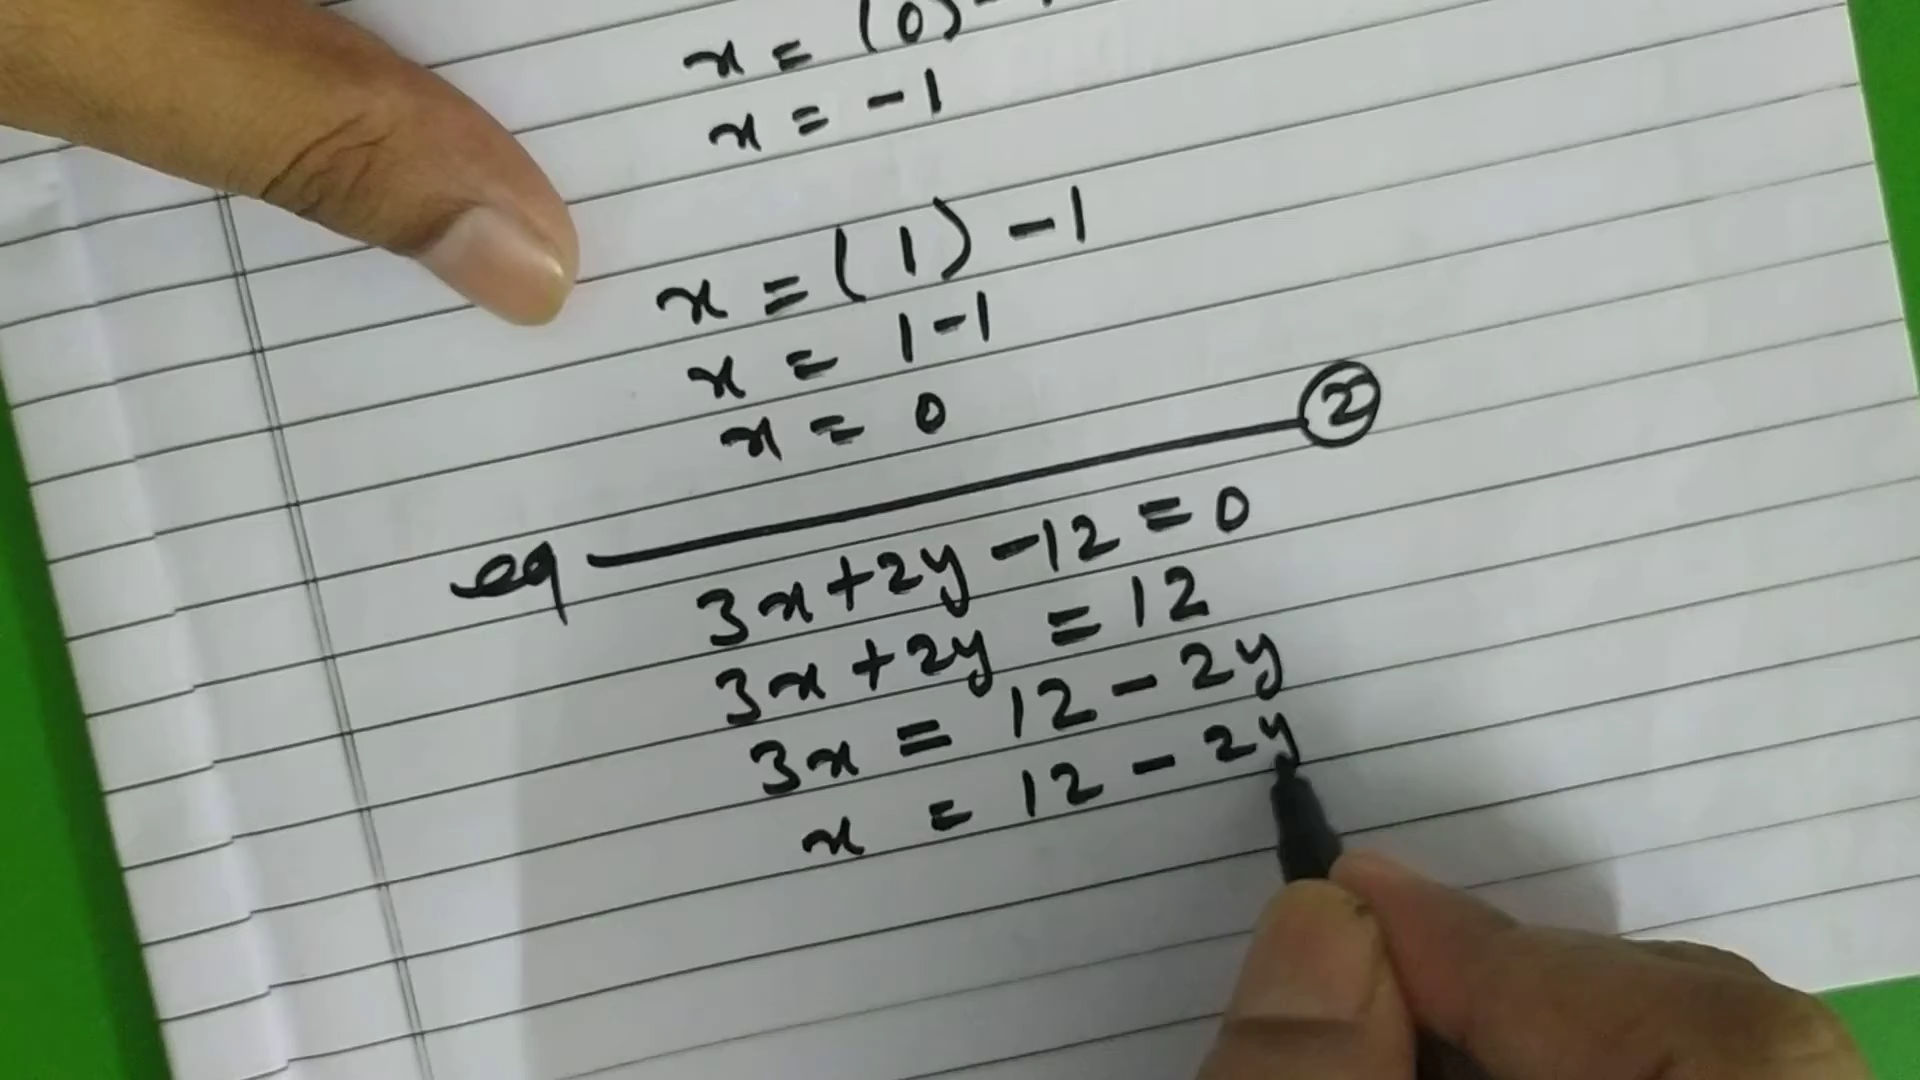 x = (0) -
x = -1
x = (1) -1
x = 1-1
x = 0
eq ② 
3x+2y-12=0
3x+2y = 12
3x = 12-2y
x = 12-2y